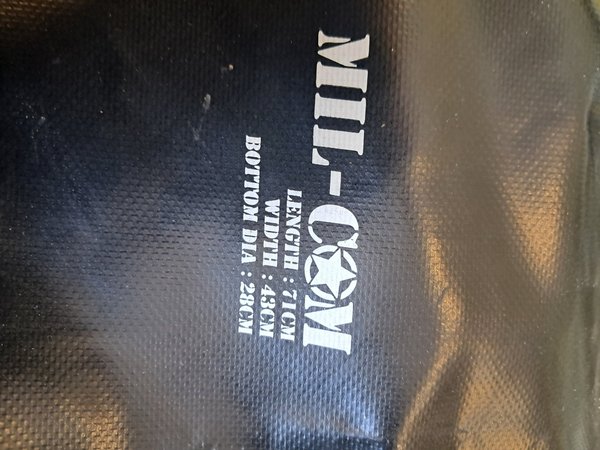 MIL-COM
LENGTH : 71CM
WIDTH : 43CM
BOTTOM DIA : 28CM